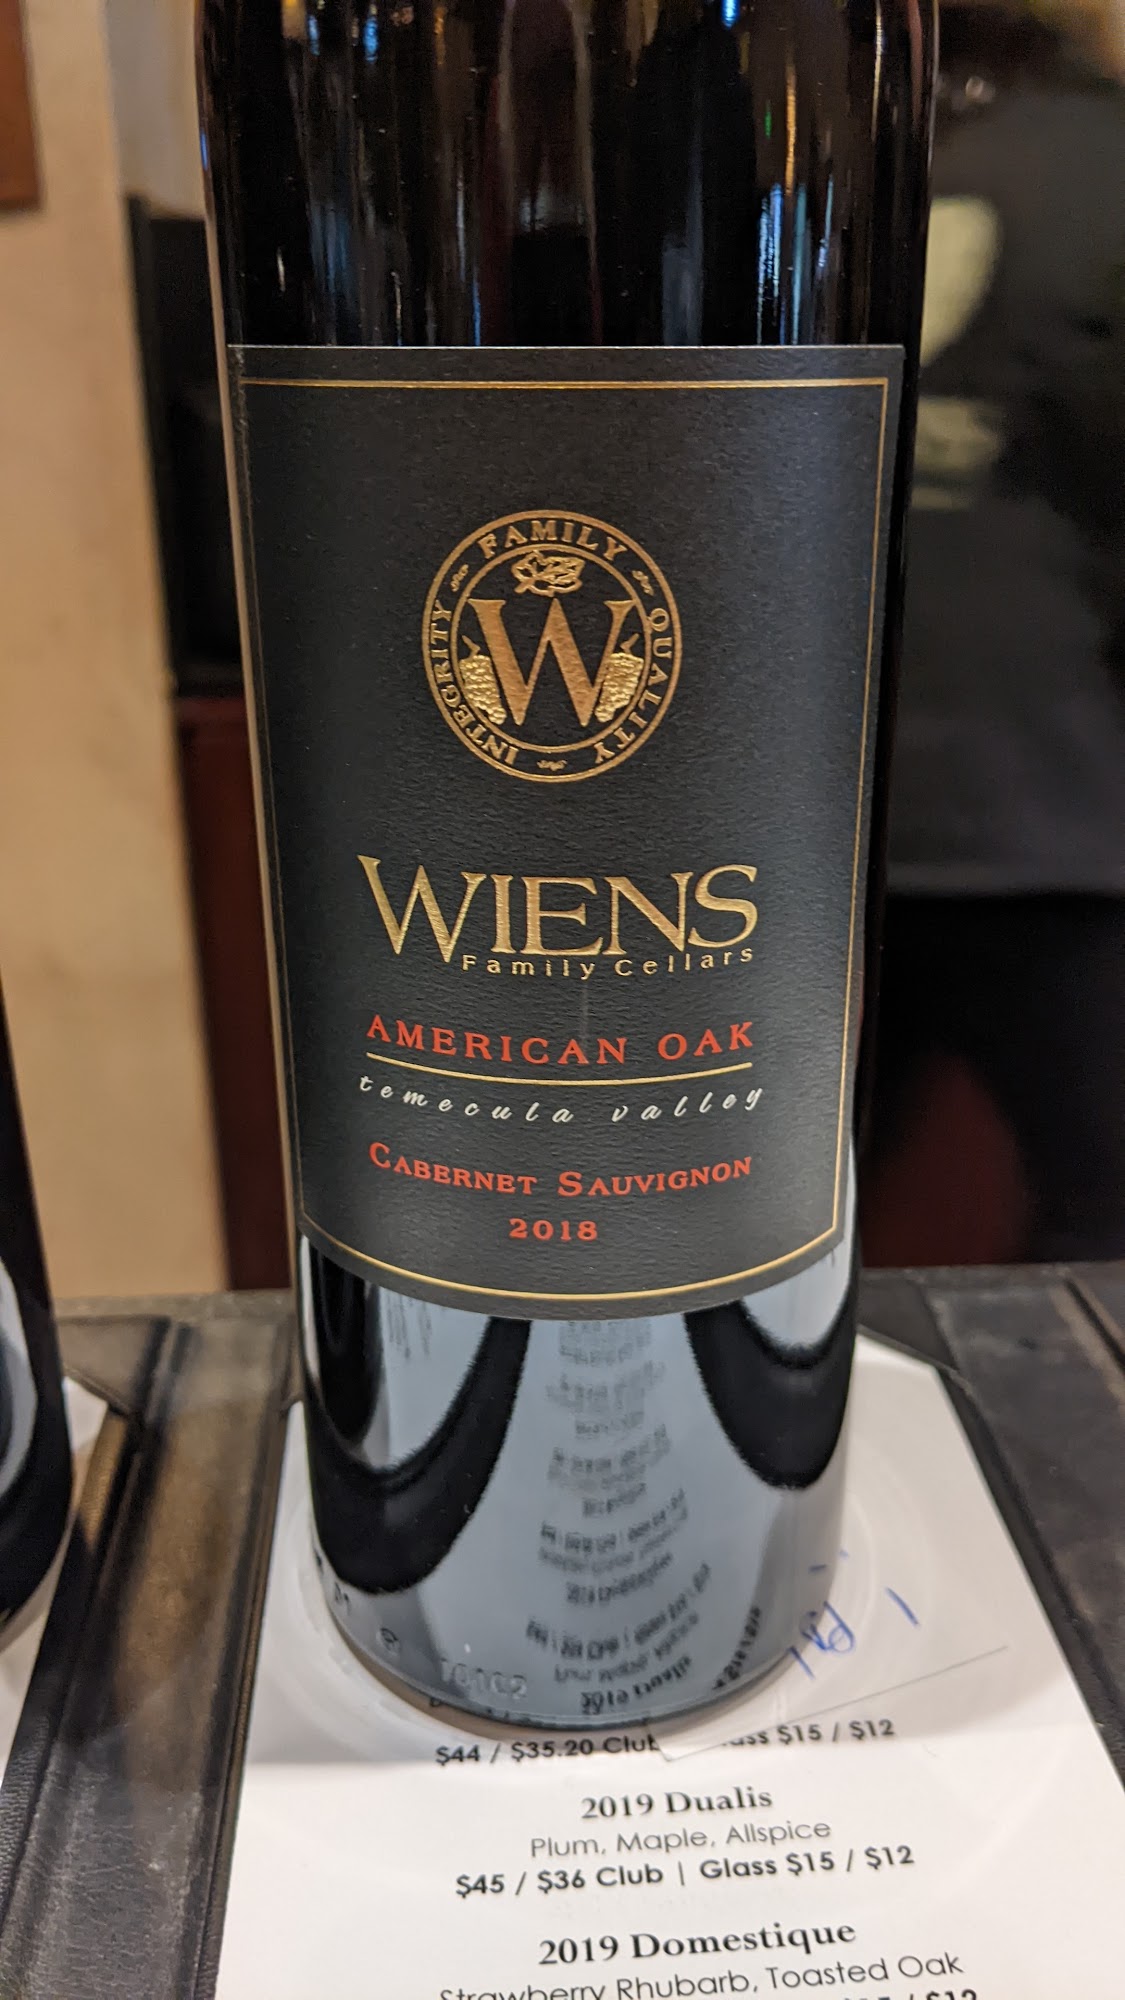 INTEGRITY FAMILY QUALITY
W
WIENS
Family Cellars
AMERICAN OAK
temecula valley
CABERNET SAUVIGNON
2018
$44 / $35.20 Club $15 / $12
2019 Dualis
Plum, Maple, Allspice
$45 / $36 Club | Glass $15 / $12
2019 Domestique
Strawberry Rhubarb, Toasted Oak
$12